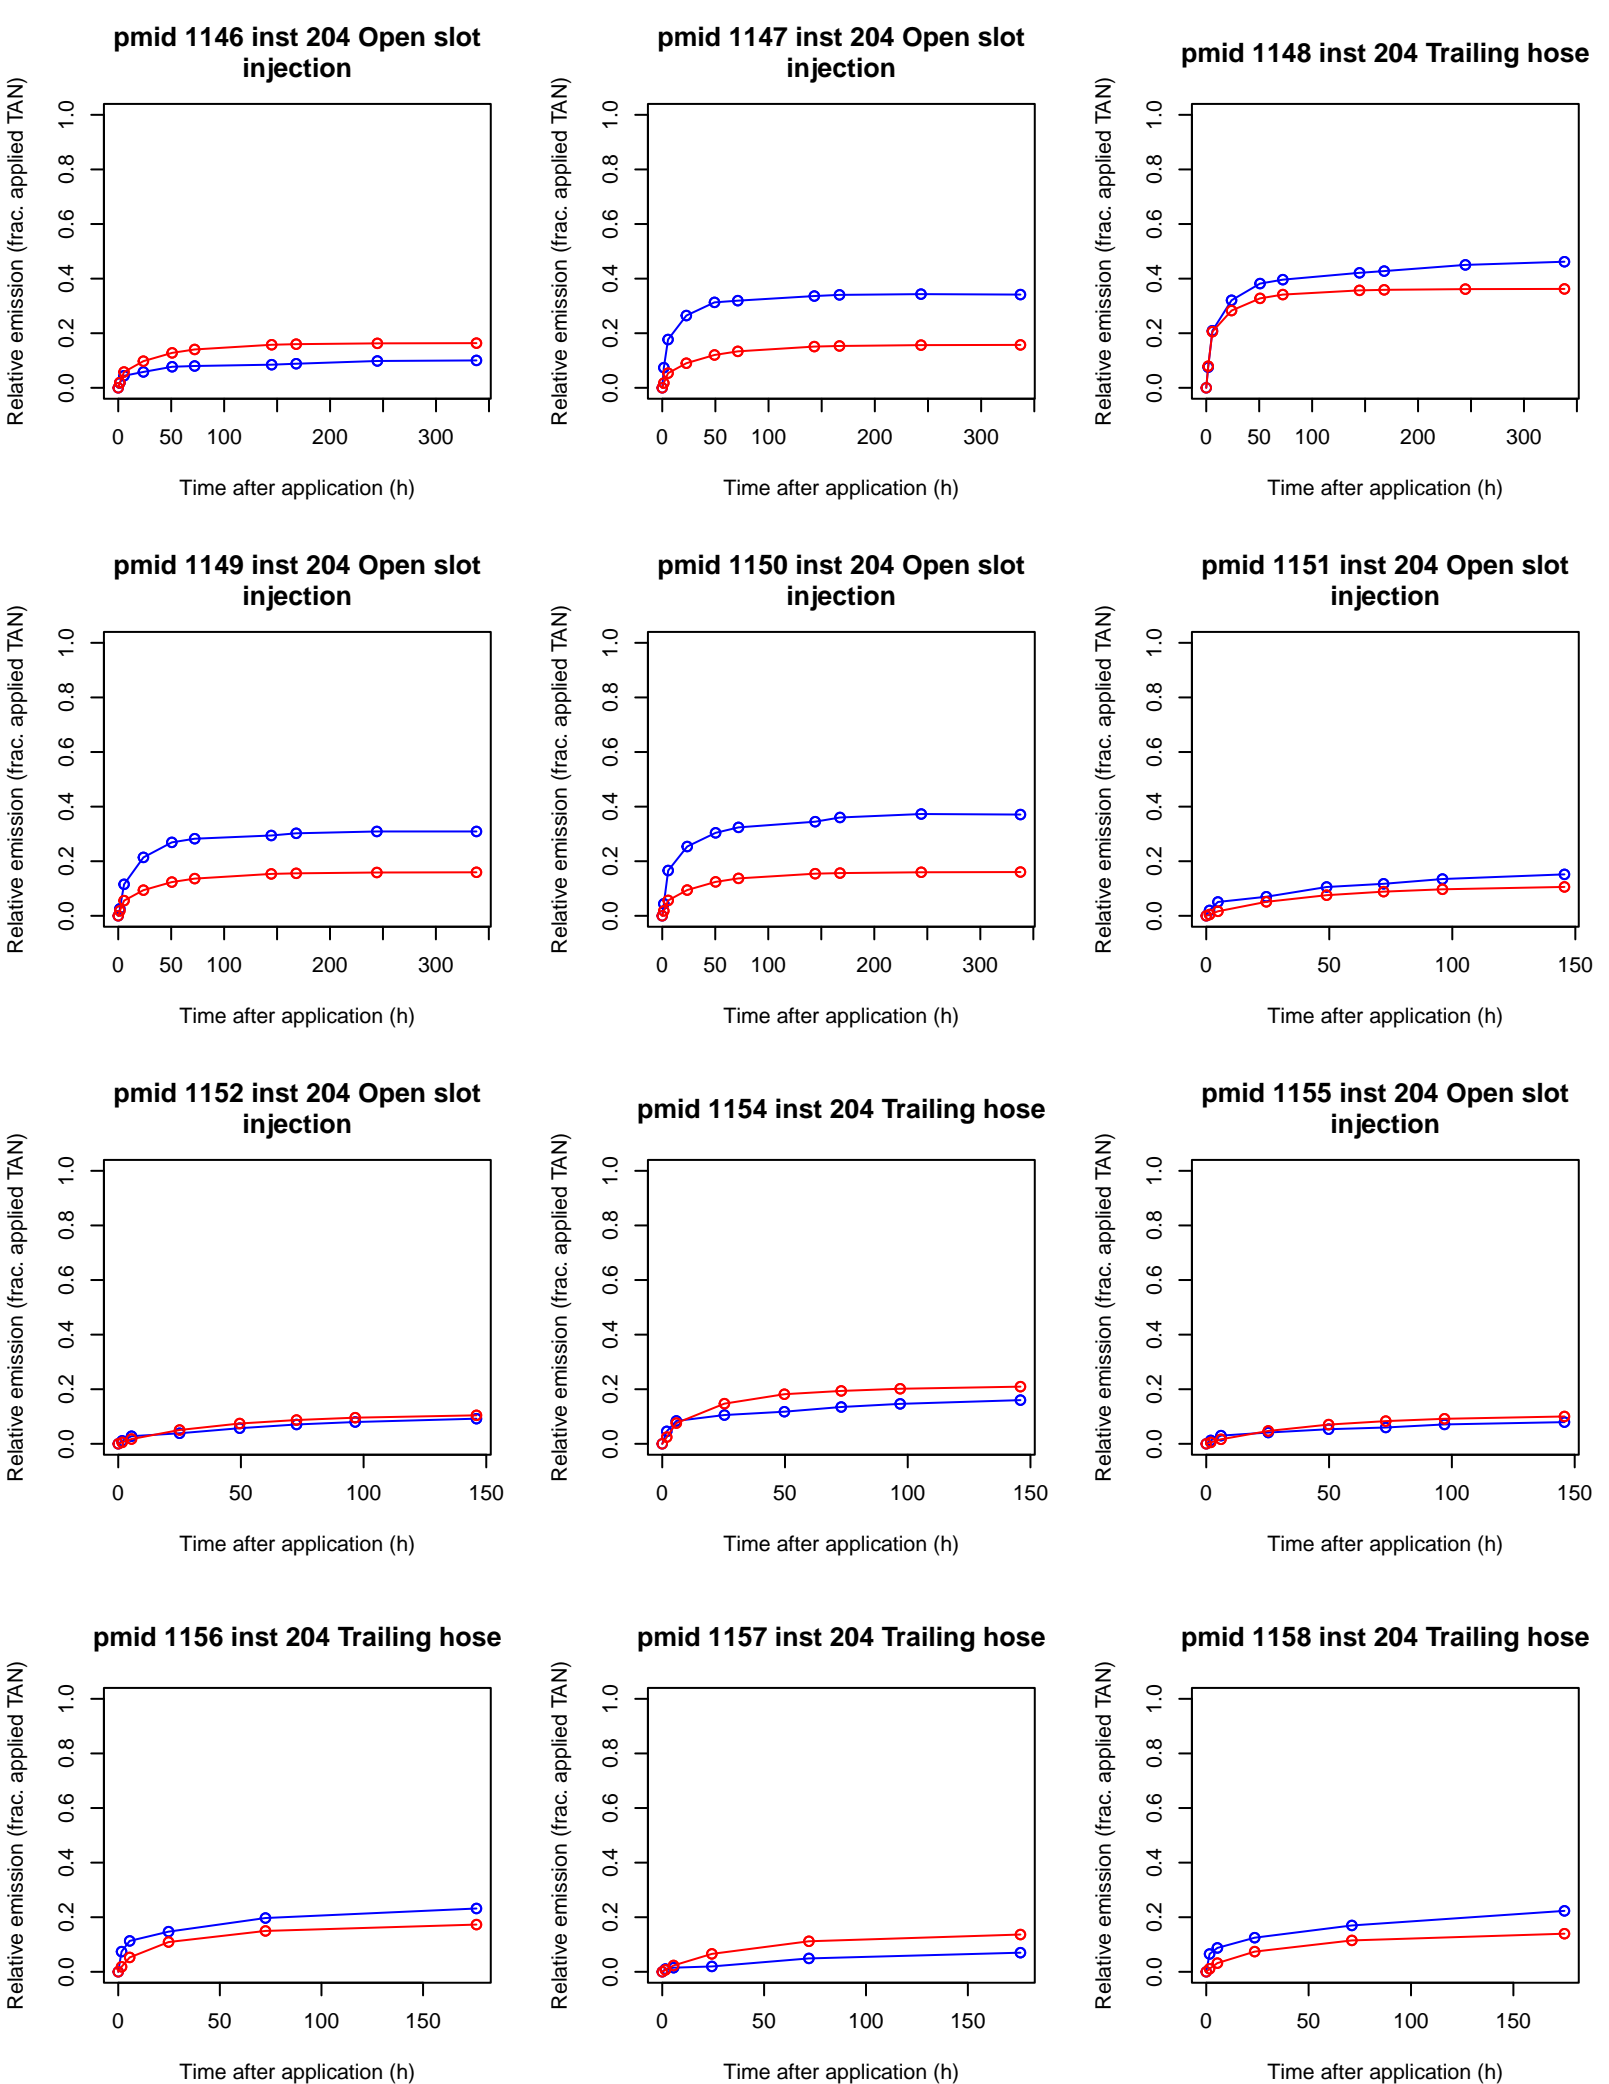 pmid 1146 inst 204 Open slot
injection
Relative emission (frac. applied TAN)
0.0 0.2 0.4 0.6 0.8 1.0
0 50 100 200 300
Time after application (h)
pmid 1147 inst 204 Open slot
injection
Relative emission (frac. applied TAN)
0.0 0.2 0.4 0.6 0.8 1.0
0 50 100 200 300
Time after application (h)
pmid 1148 inst 204 Trailing hose
Relative emission (frac. applied TAN)
0.0 0.2 0.4 0.6 0.8 1.0
0 50 100 200 300
Time after application (h)
pmid 1149 inst 204 Open slot
injection
Relative emission (frac. applied TAN)
0.0 0.2 0.4 0.6 0.8 1.0
0 50 100 200 300
Time after application (h)
pmid 1150 inst 204 Open slot
injection
Relative emission (frac. applied TAN)
0.0 0.2 0.4 0.6 0.8 1.0
0 50 100 200 300
Time after application (h)
pmid 1151 inst 204 Open slot
injection
Relative emission (frac. applied TAN)
0.0 0.2 0.4 0.6 0.8 1.0
0 50 100 150
Time after application (h)
pmid 1152 inst 204 Open slot
injection
Relative emission (frac. applied TAN)
0.0 0.2 0.4 0.6 0.8 1.0
0 50 100 150
Time after application (h)
pmid 1154 inst 204 Trailing hose
Relative emission (frac. applied TAN)
0.0 0.2 0.4 0.6 0.8 1.0
0 50 100 150
Time after application (h)
pmid 1155 inst 204 Open slot
injection
Relative emission (frac. applied TAN)
0.0 0.2 0.4 0.6 0.8 1.0
0 50 100 150
Time after application (h)
pmid 1156 inst 204 Trailing hose
Relative emission (frac. applied TAN)
0.0 0.2 0.4 0.6 0.8 1.0
0 50 100 150
Time after application (h)
pmid 1157 inst 204 Trailing hose
Relative emission (frac. applied TAN)
0.0 0.2 0.4 0.6 0.8 1.0
0 50 100 150
Time after application (h)
pmid 1158 inst 204 Trailing hose
Relative emission (frac. applied TAN)
0.0 0.2 0.4 0.6 0.8 1.0
0 50 100 150
Time after application (h)